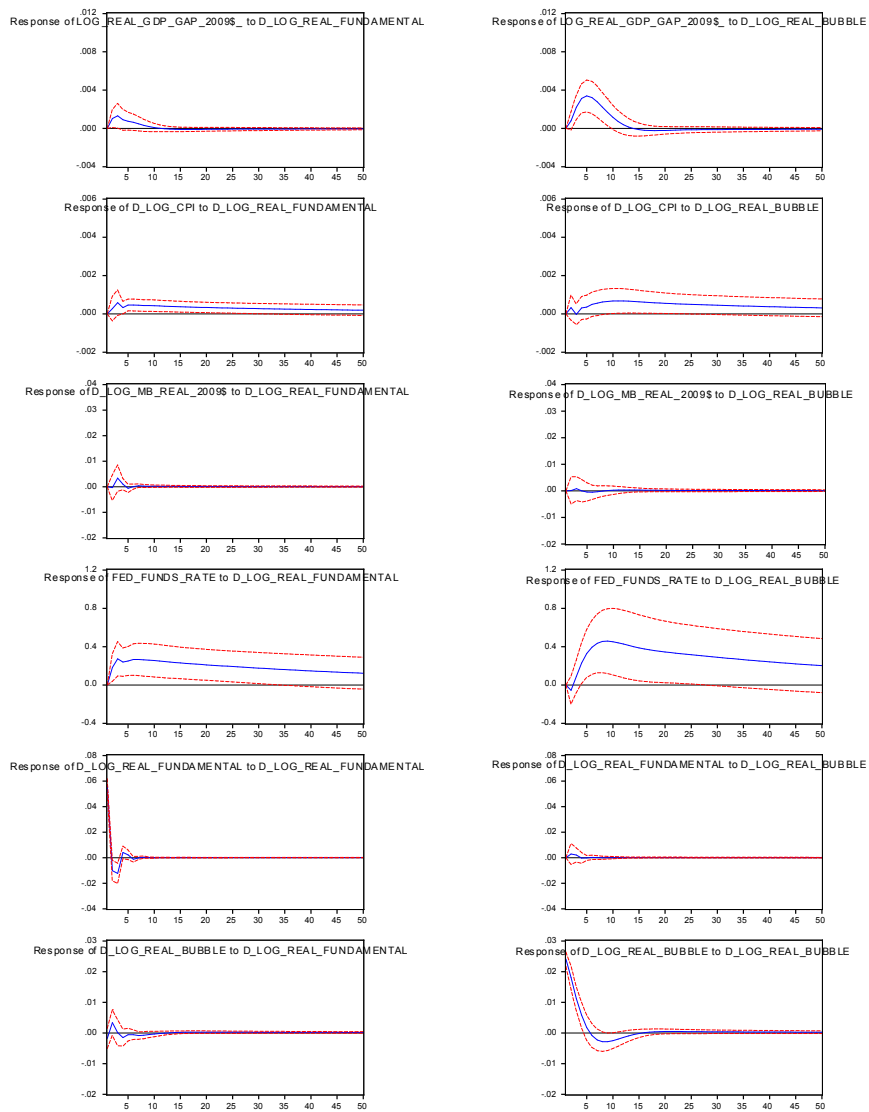 .012
Response of LOG_REAL_GDP_GAP_2009$_ to D_LOG_REAL_FUNDAMENTAL
.008
.004
.000
-.004
5 10 15 20 25 30 35 40 45 50
.012
Response of LOG_REAL_GDP_GAP_2009$_ to D_LOG_REAL_BUBBLE
.008
.004
.000
-.004
5 10 15 20 25 30 35 40 45 50
.006
Response of D_LOG_CPI to D_LOG_REAL_FUNDAMENTAL
.004
.002
.000
-.002
5 10 15 20 25 30 35 40 45 50
.006
Response of D_LOG_CPI to D_LOG_REAL_BUBBLE
.004
.002
.000
-.002
5 10 15 20 25 30 35 40 45 50
.04
Response of D_LOG_MB_REAL_2009$ to D_LOG_REAL_FUNDAMENTAL
.03
.02
.01
.00
-.01
-.02
5 10 15 20 25 30 35 40 45 50
.04
Response of D_LOG_MB_REAL_2009$ to D_LOG_REAL_BUBBLE
.03
.02
.01
.00
-.01
-.02
5 10 15 20 25 30 35 40 45 50
1.2
Response of FED_FUNDS_RATE to D_LOG_REAL_FUNDAMENTAL
0.8
0.4
0.0
-0.4
5 10 15 20 25 30 35 40 45 50
1.2
Response of FED_FUNDS_RATE to D_LOG_REAL_BUBBLE
0.8
0.4
0.0
-0.4
5 10 15 20 25 30 35 40 45 50
.08
Response of D_LOG_REAL_FUNDAMENTAL to D_LOG_REAL_FUNDAMENTAL
.06
.04
.02
.00
-.02
-.04
5 10 15 20 25 30 35 40 45 50
.08
Response of D_LOG_REAL_FUNDAMENTAL to D_LOG_REAL_BUBBLE
.06
.04
.02
.00
-.02
-.04
5 10 15 20 25 30 35 40 45 50
.03
Response of D_LOG_REAL_BUBBLE to D_LOG_REAL_FUNDAMENTAL
.02
.01
.00
-.01
-.02
5 10 15 20 25 30 35 40 45 50
.03
Response of D_LOG_REAL_BUBBLE to D_LOG_REAL_BUBBLE
.02
.01
.00
-.01
-.02
5 10 15 20 25 30 35 40 45 50